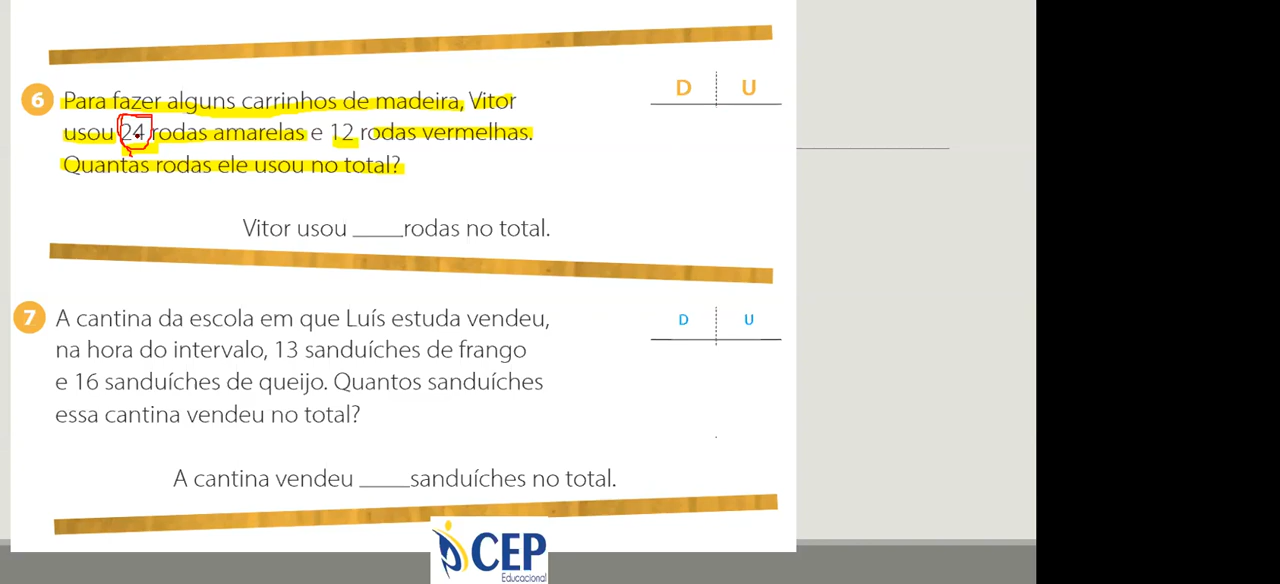 6 Para fazer alguns carrinhos de madeira, Vitor
usou 24 rodas amarelas e 12 rodas vermelhas.
Quantas rodas ele usou no total?
D U
Vitor usou ____rodas no total.
7 A cantina da escola em que Luís estuda vendeu,
na hora do intervalo, 13 sanduíches de frango
e 16 sanduíches de queijo. Quantos sanduíches
essa cantina vendeu no total?
D U
A cantina vendeu ____sanduíches no total.
CEP
Educacional